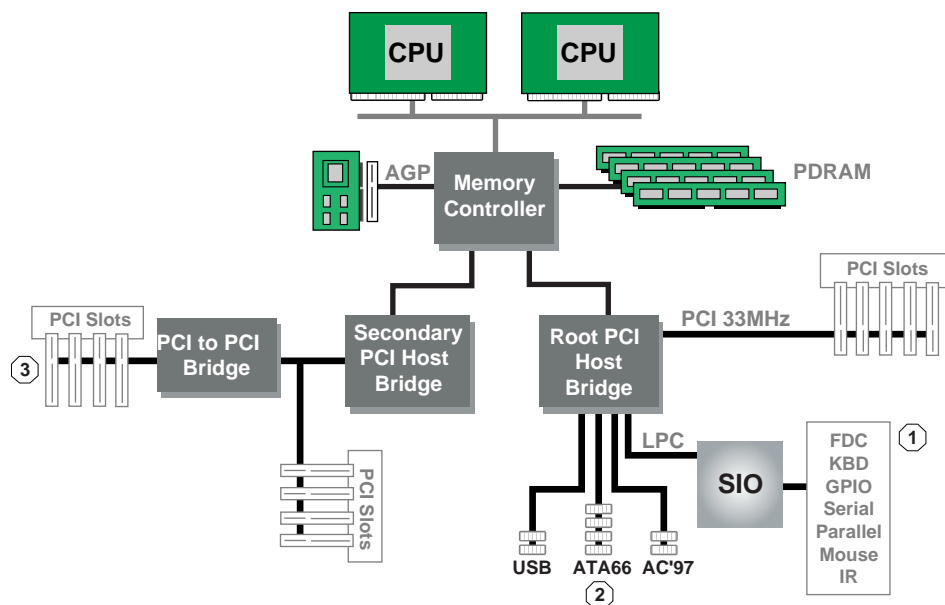 CPU
CPU
AGP
Memory
Controller
PDRAM
PCI Slots
PCI Slots
3
PCI to PCI
Bridge
Secondary
PCI Host
Bridge
Root PCI
Host
Bridge
PCI 33MHz
PCI Slots
LPC
SIO
1
FDC
KBD
GPIO
Serial
Parallel
Mouse
IR
USB
ATA66
AC'97
2